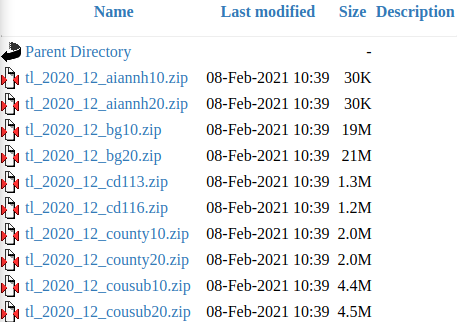 Name Last modified Size Description
Parent Directory -
tl_2020_12_aiannh10.zip 08-Feb-2021 10:39 30K
tl_2020_12_aiannh20.zip 08-Feb-2021 10:39 30K
tl_2020_12_bg10.zip 08-Feb-2021 10:39 19M
tl_2020_12_bg20.zip 08-Feb-2021 10:39 21M
tl_2020_12_cd113.zip 08-Feb-2021 10:39 1.3M
tl_2020_12_cd116.zip 08-Feb-2021 10:39 1.2M
tl_2020_12_county10.zip 08-Feb-2021 10:39 2.0M
tl_2020_12_county20.zip 08-Feb-2021 10:39 2.0M
tl_2020_12_cousub10.zip 08-Feb-2021 10:39 4.4M
tl_2020_12_cousub20.zip 08-Feb-2021 10:39 4.5M